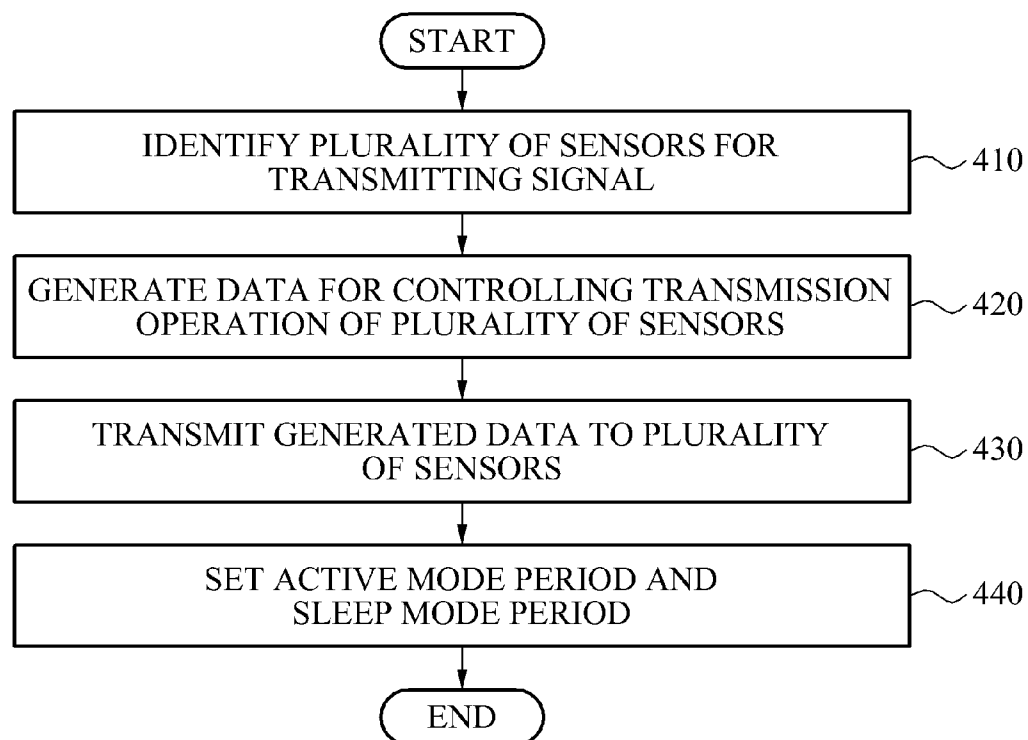 START
IDENTIFY PLURALITY OF SENSORS FOR
TRANSMITTING SIGNAL
410
GENERATE DATA FOR CONTROLLING TRANSMISSION
OPERATION OF PLURALITY OF SENSORS
420
TRANSMIT GENERATED DATA TO PLURALITY
OF SENSORS
430
SET ACTIVE MODE PERIOD AND
SLEEP MODE PERIOD
440
END